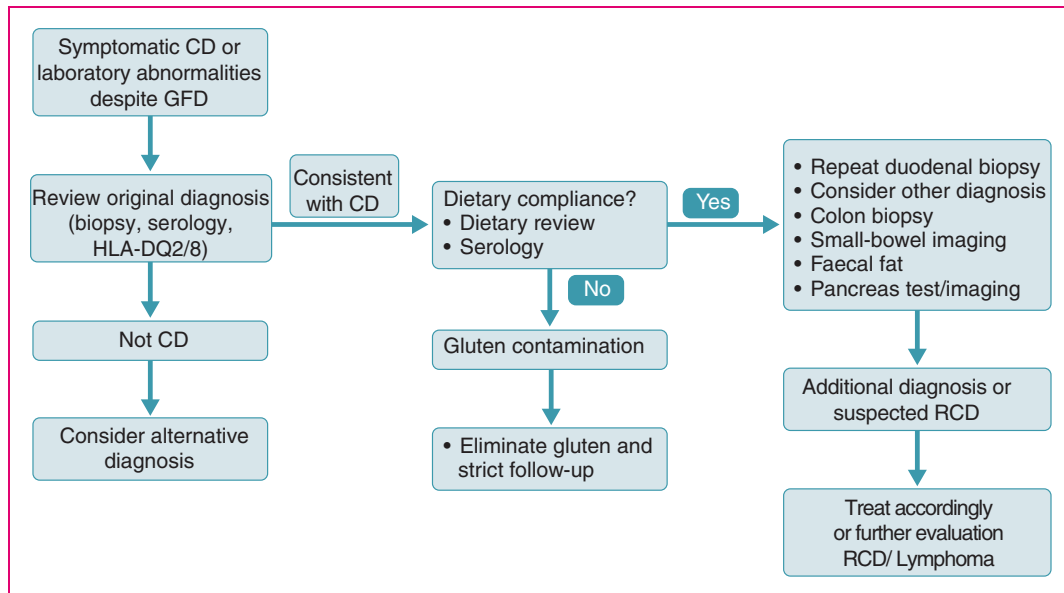 Symptomatic CD or
laboratory abnormalities
despite GFD
Review original diagnosis
(biopsy, serology,
HLA-DQ2/8)
Not CD
Consider alternative
diagnosis
Consistent
with CD
Dietary compliance?
• Dietary review
• Serology
No
Gluten contamination
• Eliminate gluten and
strict follow-up
Yes
• Repeat duodenal biopsy
• Consider other diagnosis
• Colon biopsy
• Small-bowel imaging
• Faecal fat
• Pancreas test/imaging
Additional diagnosis or
suspected RCD
Treat accordingly
or further evaluation
RCD/ Lymphoma